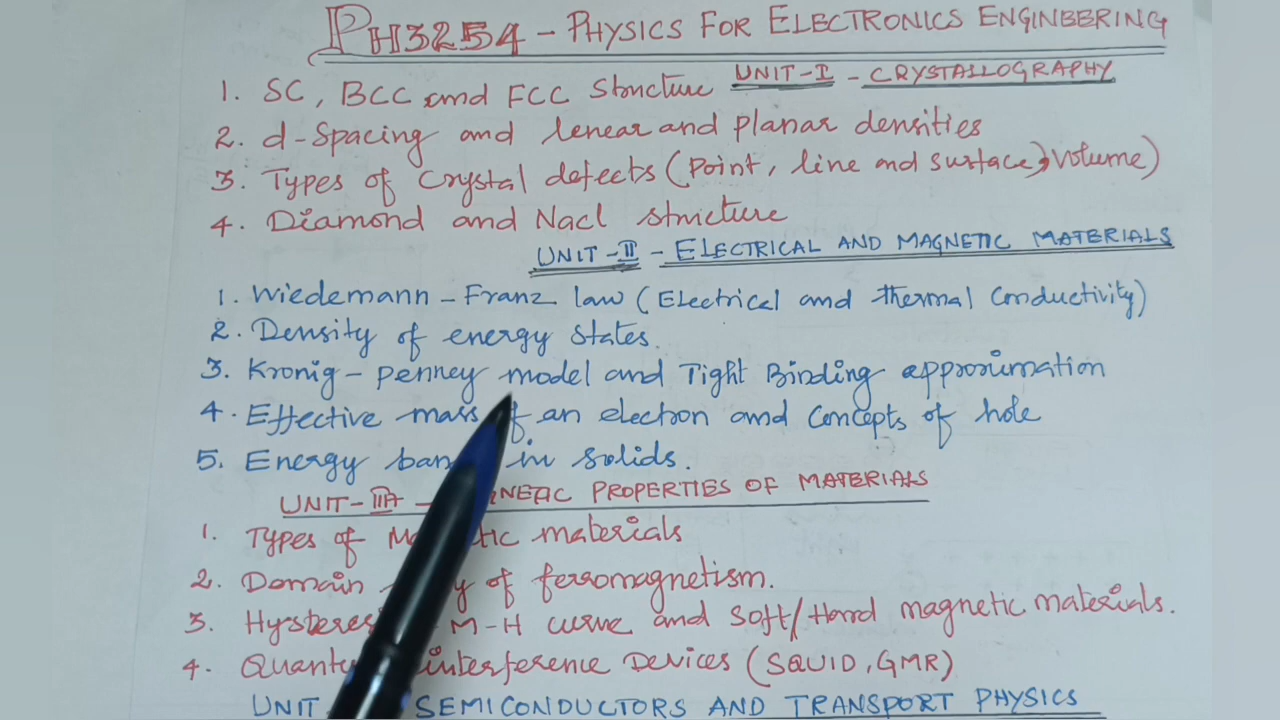 PH3254 - PHYSICS FOR ELECTRONICS ENGINEERING
UNIT-I - CRYSTALLOGRAPHY
1. SC, BCC and FCC Structure
2. d-Spacing and lenear and planar densities
3. Types of Crystal defects (Point, line and surface, Volume)
4. Diamond and Nacl structure
UNIT-II - ELECTRICAL AND MAGNETIC MATERIALS
1. Wiedemann - Franz law (Electrical and thermal Conductivity)
2. Density of energy States.
3. Kronig - penney model and Tight Binding approximation
4. Effective mass of an electron and Concepts of hole
5. Energy in Solids.
UNIT-III - PROPERTIES OF MATERIALS
1. Types of materials
2. Domain of ferromagnetism.
3. M-H curve and Soft/Hard magnetic materials.
4. interference Devices (SQUID, GMR)
UNIT SEMICONDUCTORS AND TRANSPORT PHYSICS